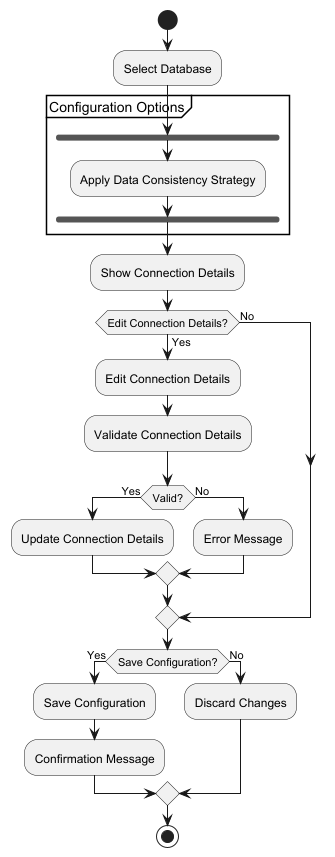 Select Database
Configuration Options
Apply Data Consistency Strategy
Show Connection Details
Edit Connection Details?
No
Yes
Edit Connection Details
Validate Connection Details
Yes
Valid?
No
Update Connection Details
Error Message
Yes
Save Configuration?
No
Save Configuration
Discard Changes
Confirmation Message